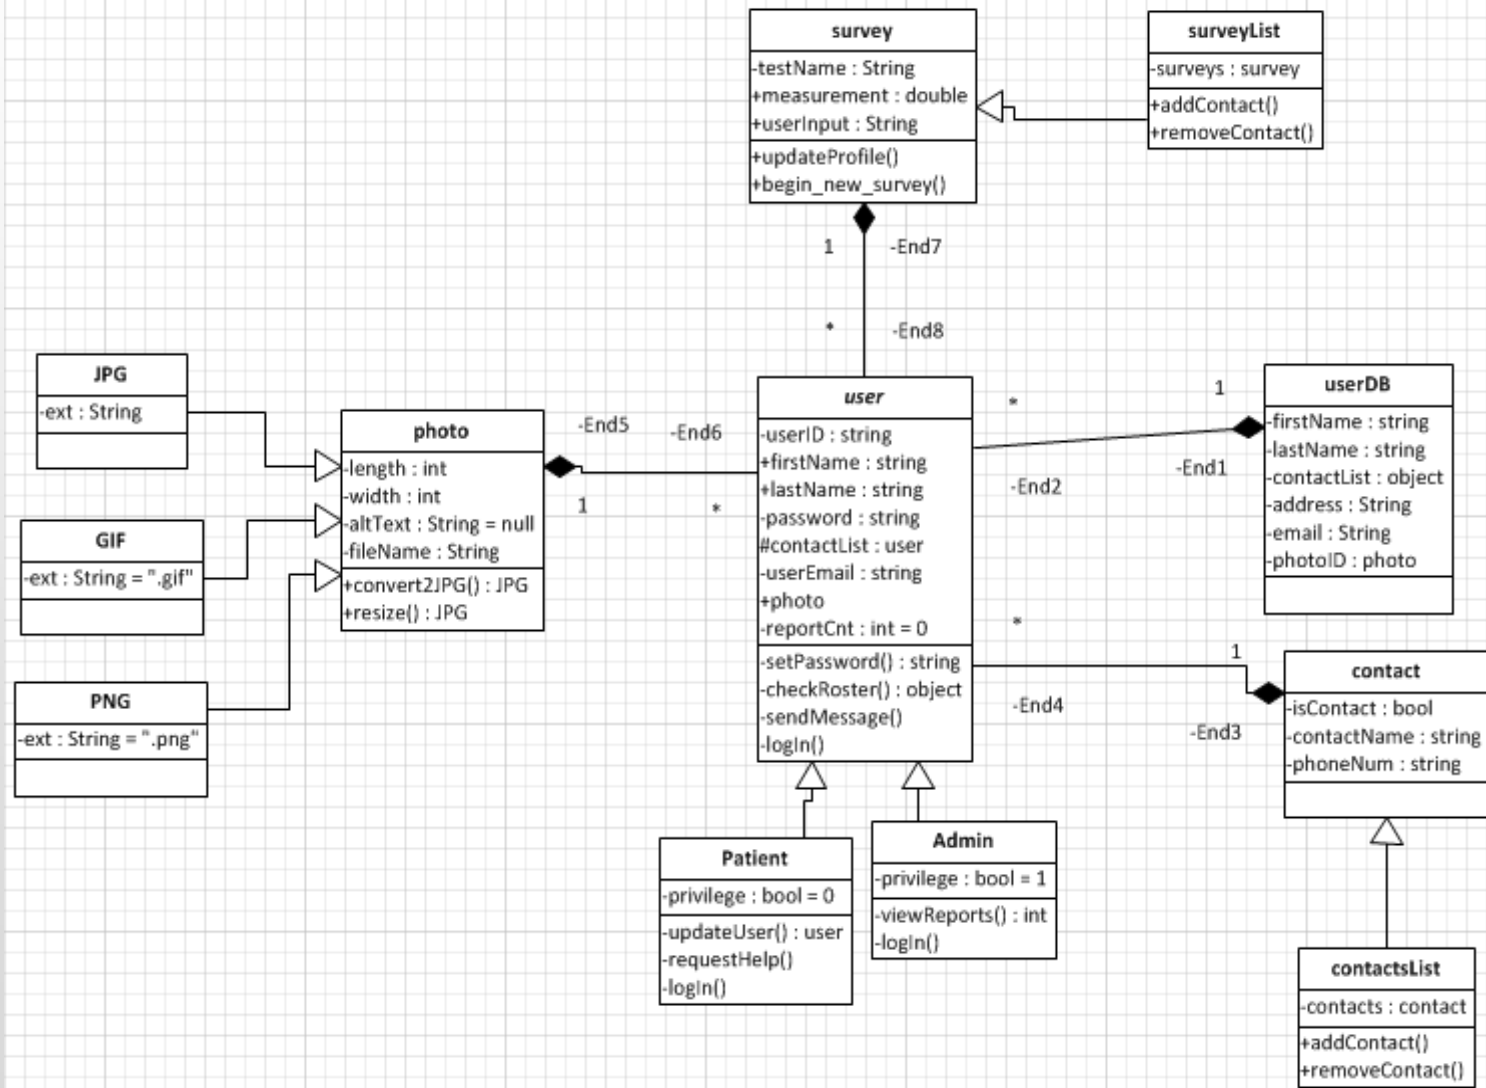 survey
-testName : String
+measurement : double
+userInput : String
+updateProfile()
+begin_new_survey()
surveyList
-surveys : survey
+addContact()
+removeContact()
1
-End7
*
-End8
JPG
-ext : String
GIF
-ext : String = ".gif"
PNG
-ext : String = ".png"
photo
-length : int
-width : int
-altText : String = null
-fileName : String
+convert2JPG() : JPG
+resize() : JPG
-End5
-End6
1
*
user
-userID : string
+firstName : string
+lastName : string
-password : string
#contactList : user
-userEmail : string
+photo
-reportCnt : int = 0
-setPassword() : string
-checkRoster() : object
-sendMessage()
-logIn()
*
1
-End1
-End2
userDB
-firstName : string
-lastName : string
-contactList : object
-address : String
-email : String
-photoID : photo
*
1
-End4
-End3
contact
-isContact : bool
-contactName : string
-phoneNum : string
Patient
-privilege : bool = 0
-updateUser() : user
-requestHelp()
-logIn()
Admin
-privilege : bool = 1
-viewReports() : int
-logIn()
contactsList
-contacts : contact
+addContact()
+removeContact()